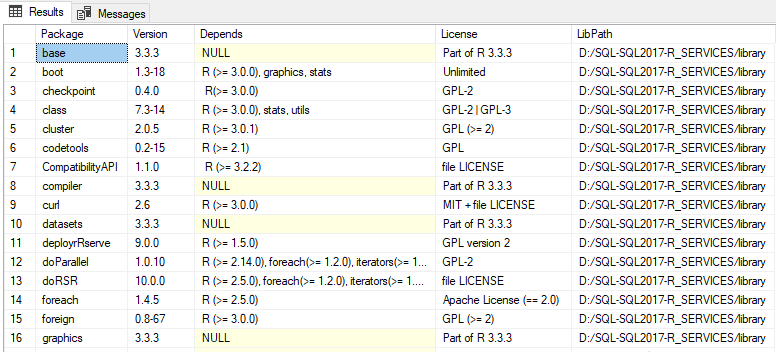 Results Messages
Package Version Depends License LibPath
1 base 3.3.3 NULL Part of R 3.3.3 D:/SQL-SQL2017-R_SERVICES/library
2 boot 1.3-18 R (>= 3.0.0), graphics, stats Unlimited D:/SQL-SQL2017-R_SERVICES/library
3 checkpoint 0.4.0 R(>= 3.0.0) GPL-2 D:/SQL-SQL2017-R_SERVICES/library
4 class 7.3-14 R (>= 3.0.0), stats, utils GPL-2 | GPL-3 D:/SQL-SQL2017-R_SERVICES/library
5 cluster 2.0.5 R (>= 3.0.1) GPL (>= 2) D:/SQL-SQL2017-R_SERVICES/library
6 codetools 0.2-15 R (>= 2.1) GPL D:/SQL-SQL2017-R_SERVICES/library
7 CompatibilityAPI 1.1.0 R (>= 3.2.2) file LICENSE D:/SQL-SQL2017-R_SERVICES/library
8 compiler 3.3.3 NULL Part of R 3.3.3 D:/SQL-SQL2017-R_SERVICES/library
9 curl 2.6 R (>= 3.0.0) MIT + file LICENSE D:/SQL-SQL2017-R_SERVICES/library
10 datasets 3.3.3 NULL Part of R 3.3.3 D:/SQL-SQL2017-R_SERVICES/library
11 deployrRserve 9.0.0 R (>= 1.5.0) GPL version 2 D:/SQL-SQL2017-R_SERVICES/library
12 doParallel 1.0.10 R (>= 2.14.0), foreach(>= 1.2.0), iterators(>= 1... GPL-2 D:/SQL-SQL2017-R_SERVICES/library
13 doRSR 10.0.0 R (>= 2.5.0), foreach(>= 1.2.0), iterators(>= 1.... file LICENSE D:/SQL-SQL2017-R_SERVICES/library
14 foreach 1.4.5 R (>= 2.5.0) Apache License (== 2.0) D:/SQL-SQL2017-R_SERVICES/library
15 foreign 0.8-67 R (>= 3.0.0) GPL (>= 2) D:/SQL-SQL2017-R_SERVICES/library
16 graphics 3.3.3 NULL Part of R 3.3.3 D:/SQL-SQL2017-R_SERVICES/library